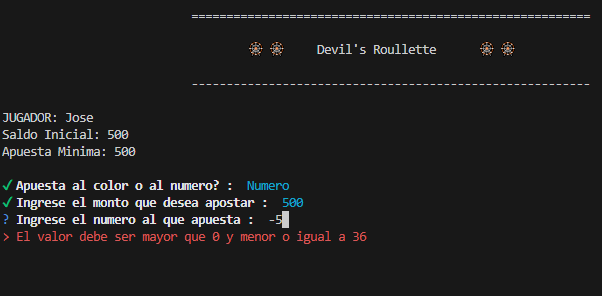 =========================================================
🕸 🕸 Devil's Roullette 🕸 🕸
---------------------------------------------------------
JUGADOR: Jose
Saldo Inicial: 500
Apuesta Minima: 500
✔ Apuesta al color o al numero? : Numero
✔ Ingrese el monto que desea apostar : 500
? Ingrese el numero al que apuesta : -5
> El valor debe ser mayor que 0 y menor o igual a 36